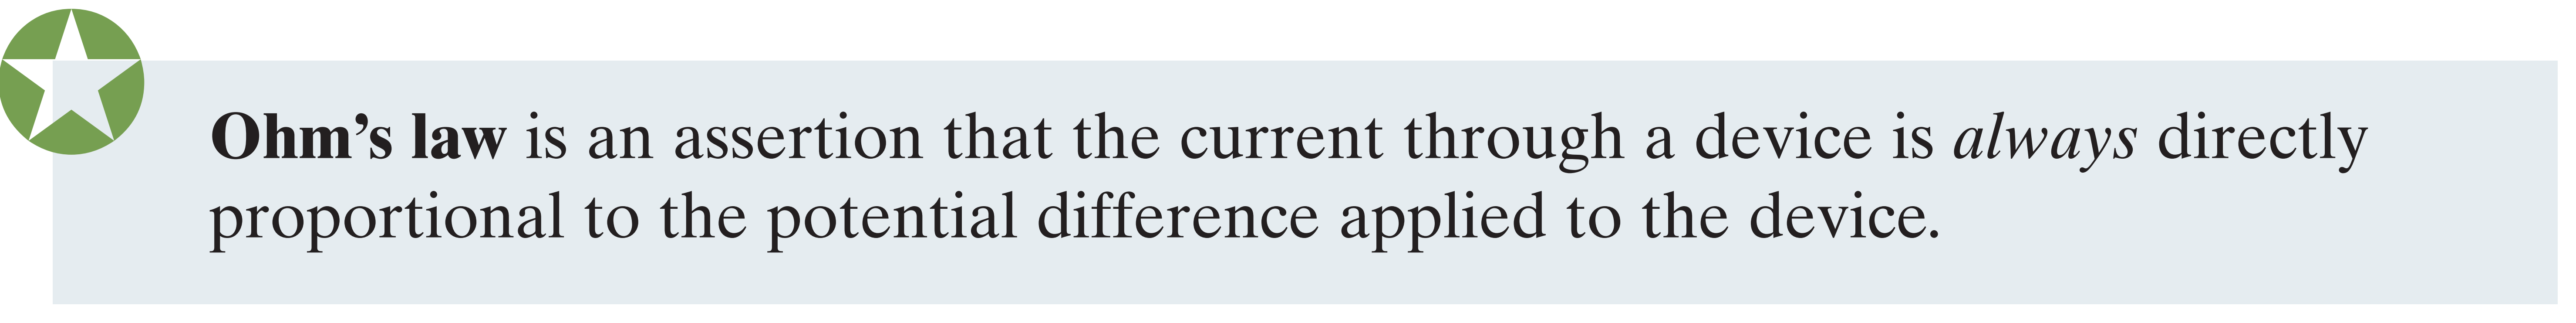 Ohm’s law is an assertion that the current through a device is always directly
proportional to the potential difference applied to the device.